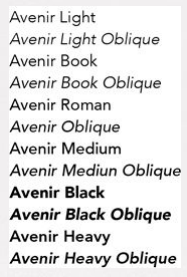 Avenir Light
Avenir Light Oblique
Avenir Book
Avenir Book Oblique
Avenir Roman
Avenir Oblique
Avenir Medium
Avenir Mediun Oblique
Avenir Black
Avenir Black Oblique
Avenir Heavy
Avenir Heavy Oblique